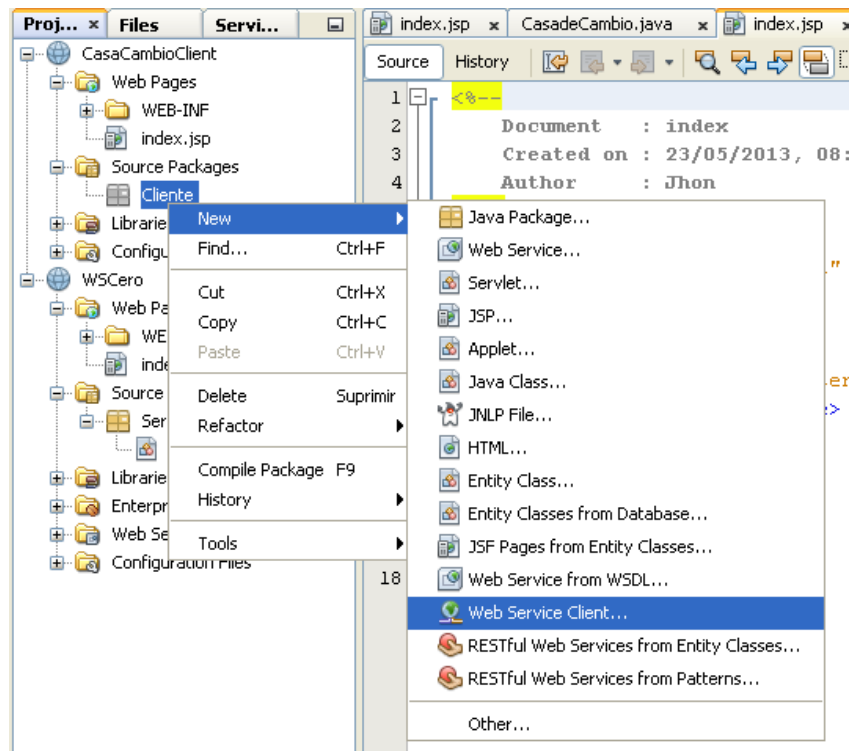 Proj... × Files Servi...
index.jsp × CasadeCambio.java × index.jsp ×
CasaCambioClient
Web Pages
WEB-INF
index.jsp
Source Packages
Cliente
Librarie
Configu
WSCero
Web Pa
WE
inde
Source
Ser
Librarie
Enterpr
Web Se
Configuration Files
New
Find... Ctrl+F
Cut Ctrl+X
Copy Ctrl+C
Paste Ctrl+V
Delete Suprimir
Refactor
Compile Package F9
History
Tools
Source History
1 <%--
2 Document : index
3 Created on : 23/05/2013, 08:
4 Author : Jhon
"
er
>
18
Java Package...
Web Service...
Servlet...
JSP...
Applet...
Java Class...
JNLP File...
HTML...
Entity Class...
Entity Classes from Database...
JSF Pages from Entity Classes...
Web Service from WSDL...
Web Service Client...
RESTful Web Services from Entity Classes...
RESTful Web Services from Patterns...
Other...